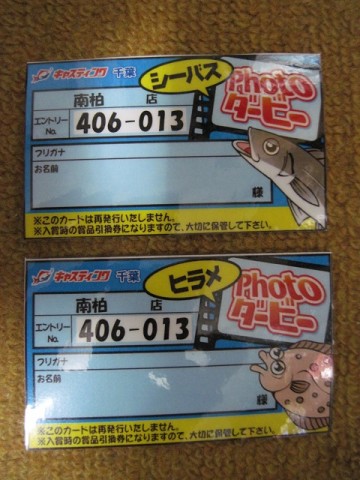 キャスティング 千葉
シーバス
Photo
ダービー
南柏 店
エントリーNo. 406-013
フリガナ
お名前
様
※このカードは再発行いたしません。
※入賞時の賞品引換券になりますので、大切に保管して下さい。
キャスティング 千葉
ヒラメ
Photo
ダービー
南柏 店
エントリーNo. 406-013
フリガナ
お名前
様
※このカードは再発行いたしません。
※入賞時の賞品引換券になりますので、大切に保管して下さい。